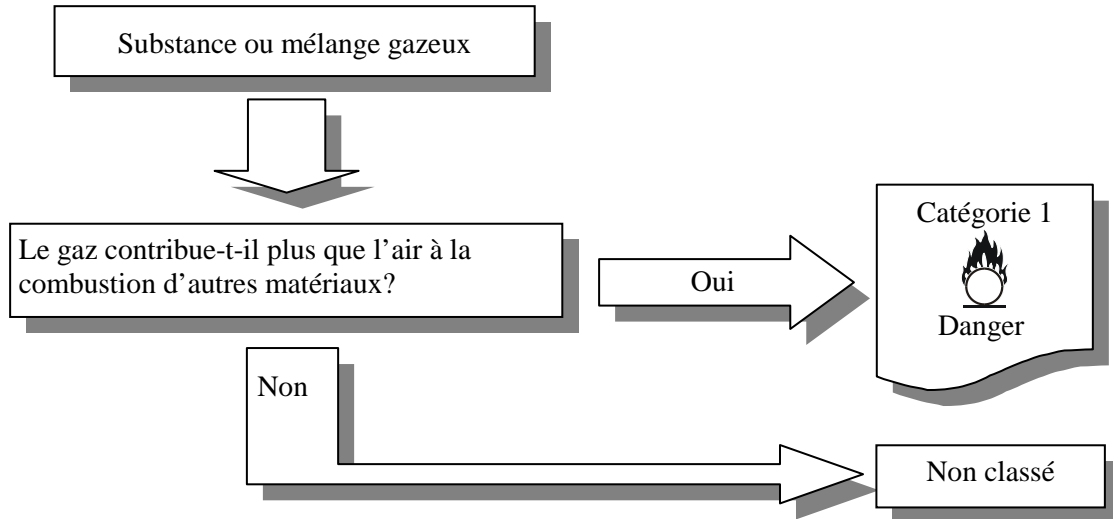 Substance ou mélange gazeux
Le gaz contribue-t-il plus que l’air à la
combustion d’autres matériaux?
Oui
Catégorie 1
Danger
Non
Non classé